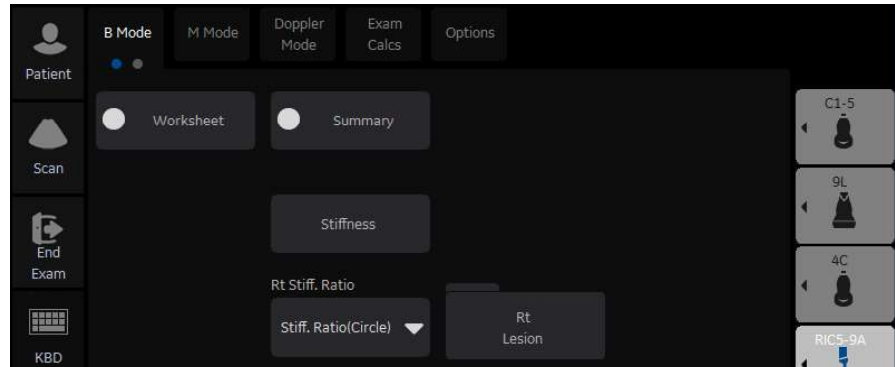 Patient
Scan
End
Exam
KBD
B Mode
M Mode
Doppler
Mode
Exam
Calcs
Options
Worksheet
Summary
Stiffness
Rt Stiff. Ratio
Stiff. Ratio(Circle)
Rt
Lesion
C1-5
9L
4C
RIC5-9A